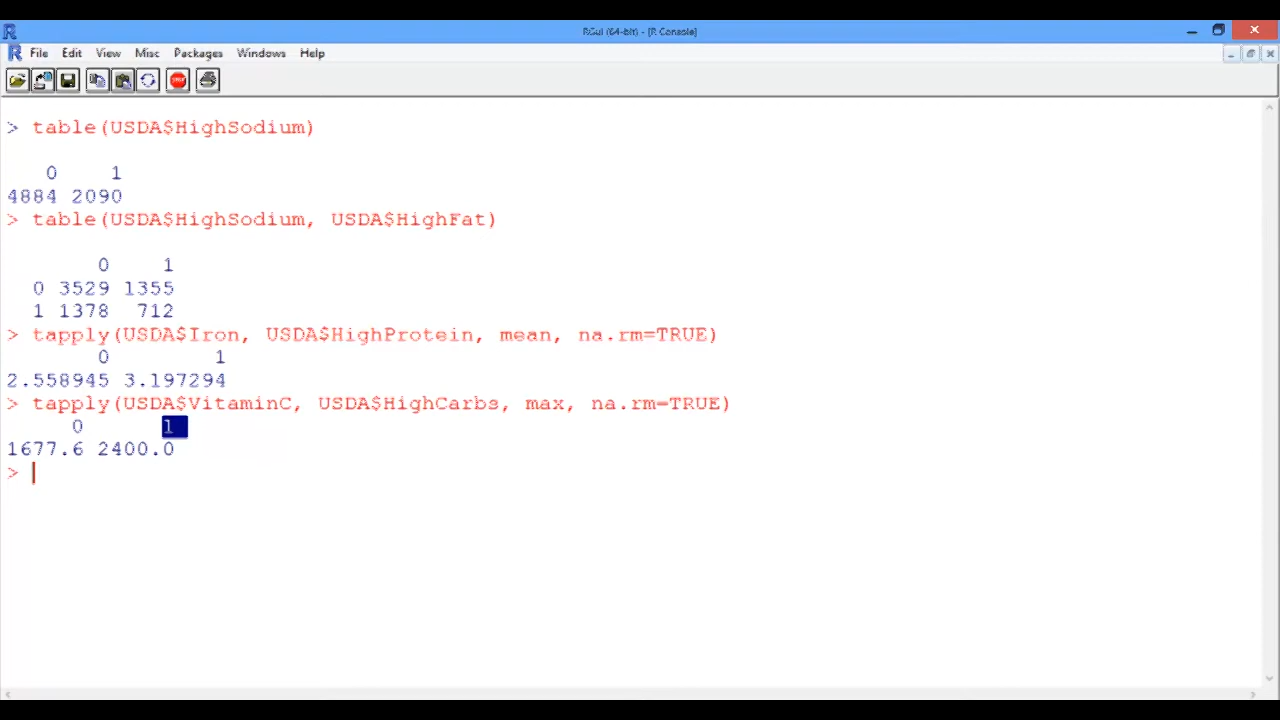 RGui (64-bit) - [R Console]
File Edit View Misc Packages Windows Help
STOP
> table(USDA$HighSodium)
0 1
4884 2090
> table(USDA$HighSodium, USDA$HighFat)
0 1
0 3529 1355
1 1378 712
> tapply(USDA$Iron, USDA$HighProtein, mean, na.rm=TRUE)
0 1
2.558945 3.197294
> tapply(USDA$VitaminC, USDA$HighCarbs, max, na.rm=TRUE)
0 1
1677.6 2400.0
>